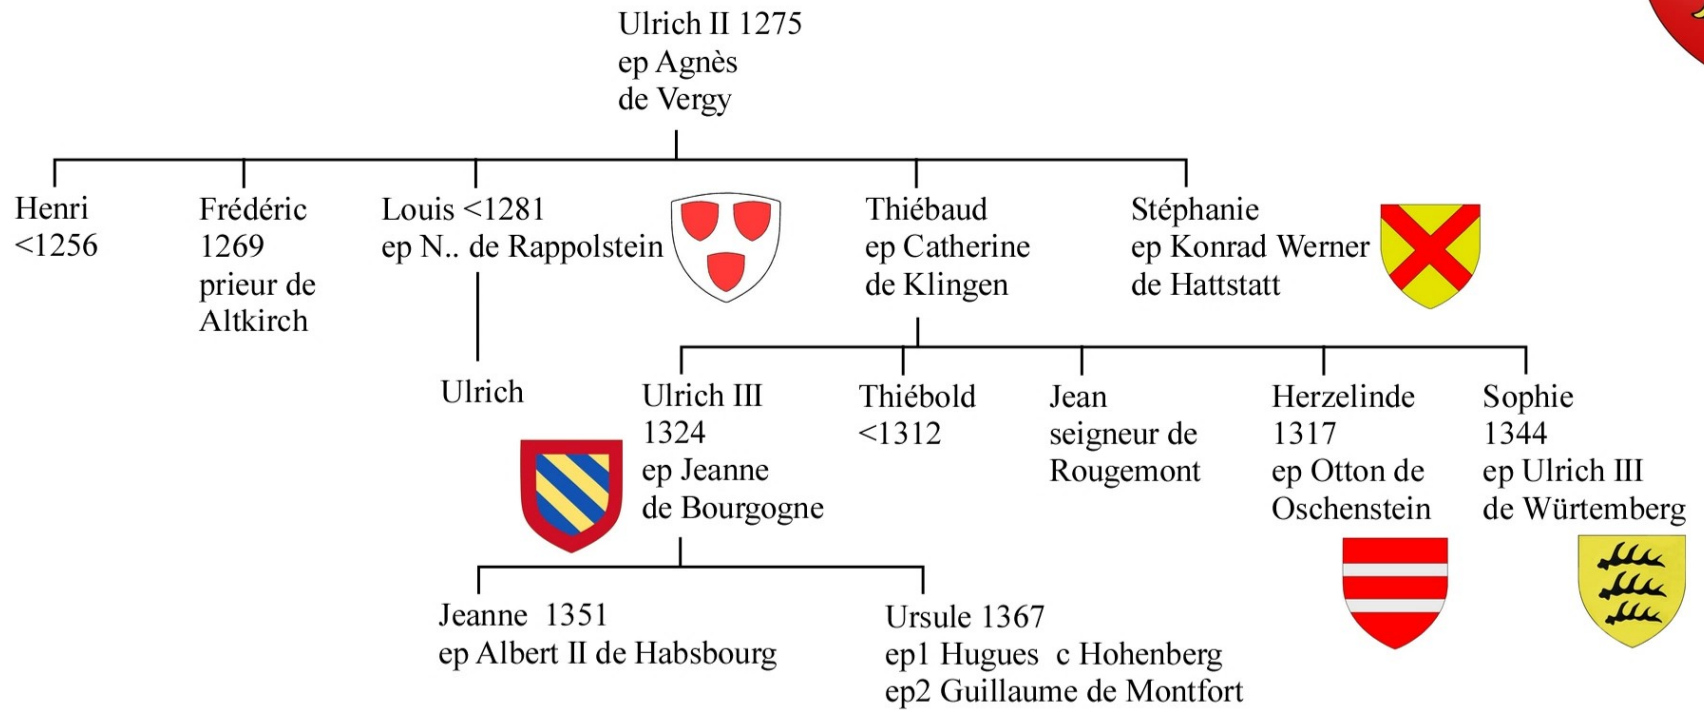 Ulrich II 1275
ep Agnès
de Vergy
Henri
<1256
Frédéric
1269
prieur de
Altkirch
Louis <1281
ep N.. de Rappolstein
Thiébaud
ep Catherine
de Klingen
Stéphanie
ep Konrad Werner
de Hattstatt
Ulrich
Ulrich III
1324
ep Jeanne
de Bourgogne
Thiébold
<1312
Jean
seigneur de
Rougemont
Herzelinde
1317
ep Otton de
Oschenstein
Sophie
1344
ep Ulrich III
de Würtemberg
Jeanne 1351
ep Albert II de Habsbourg
Ursule 1367
ep1 Hugues c Hohenberg
ep2 Guillaume de Montfort